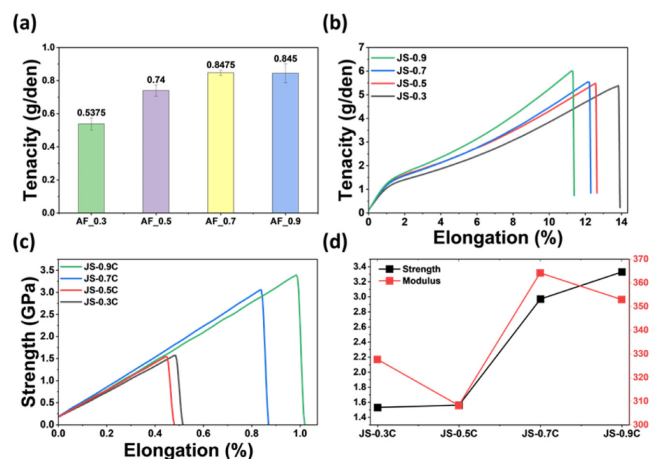 (a)
Tenacity (g/den)
1.0
0.8
0.6
0.4
0.2
0.0
0.5375
0.74
0.8475
0.845
AF_0.3 AF_0.5 AF_0.7 AF_0.9
(b)
Tenacity (g/den)
7
6
5
4
3
2
1
0
JS-0.9
JS-0.7
JS-0.5
JS-0.3
0 2 4 6 8 10 12 14
Elongation (%)
(c)
Strength (GPa)
3.5
3.0
2.5
2.0
1.5
1.0
0.5
0.0
JS-0.9C
JS-0.7C
JS-0.5C
JS-0.3C
0.0 0.2 0.4 0.6 0.8 1.0
Elongation (%)
(d)
3.4
3.2
3.0
2.8
2.6
2.4
2.2
2.0
1.8
1.6
1.4
Strength
Modulus
370
360
350
340
330
320
310
300
JS-0.3C JS-0.5C JS-0.7C JS-0.9C